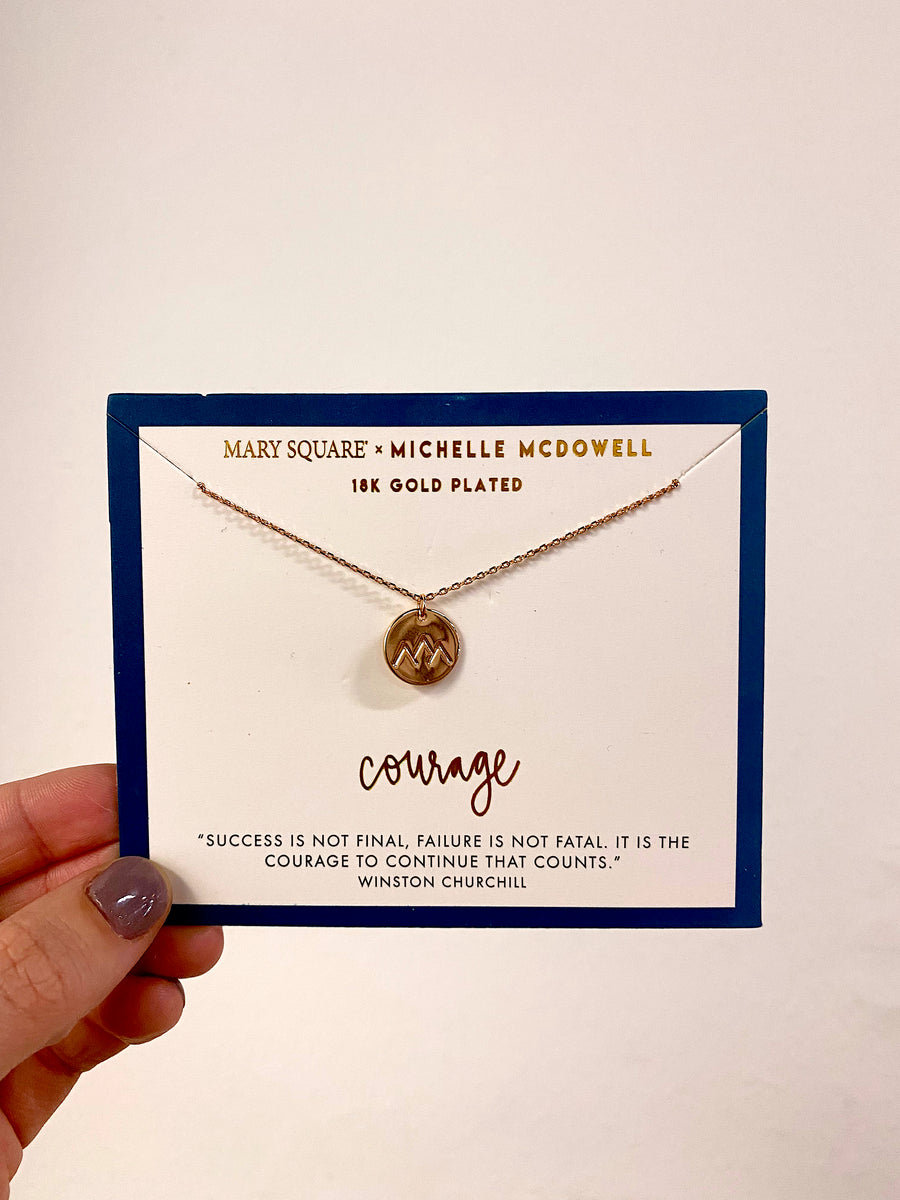 MARY SQUARE® × MICHELLE MCDOWELL
18K GOLD PLATED
courage
“SUCCESS IS NOT FINAL, FAILURE IS NOT FATAL. IT IS THE
COURAGE TO CONTINUE THAT COUNTS.”
WINSTON CHURCHILL